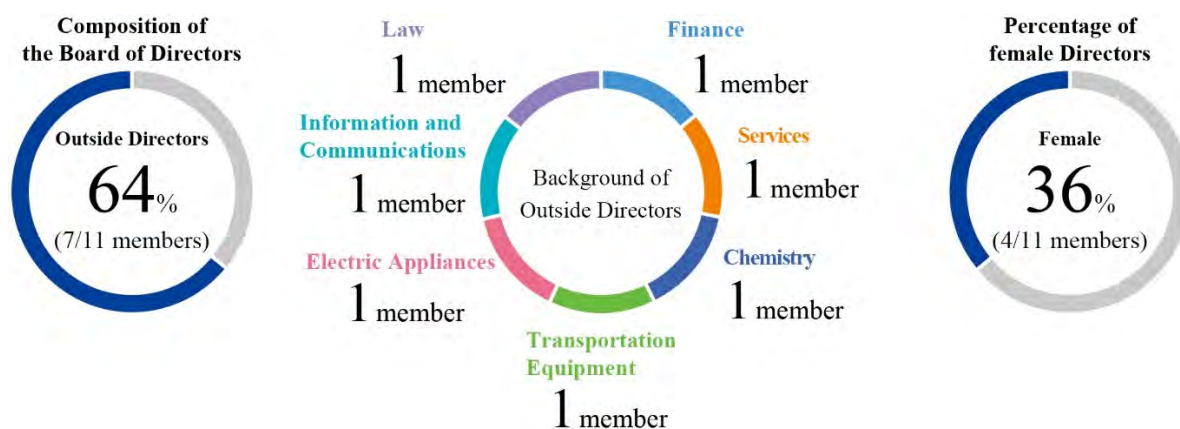 Composition of
the Board of Directors
Outside Directors
64%
(7/11 members)
Law
1 member
Finance
1 member
Information and
Communications
1 member
Services
1 member
Background of
Outside Directors
Electric Appliances
1 member
Chemistry
1 member
Transportation
Equipment
1 member
Percentage of
female Directors
Female
36%
(4/11 members)